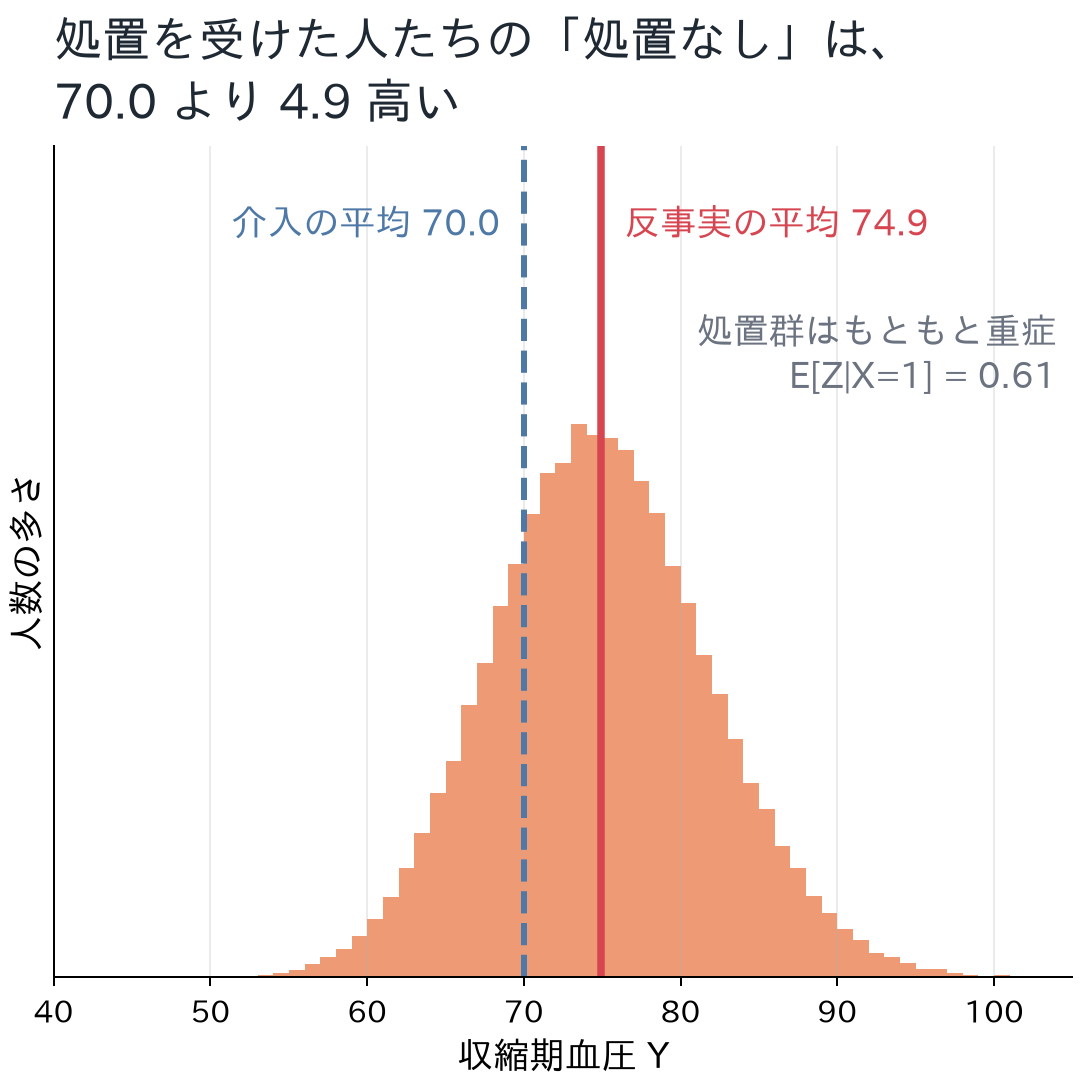 処置を受けた人たちの「処置なし」は、
70.0 より 4.9 高い
介入の平均 70.0
反事実の平均 74.9
処置群はもともと重症
E[Z|X=1] = 0.61
人数の多さ
40 50 60 70 80 90 100
収縮期血圧 Y